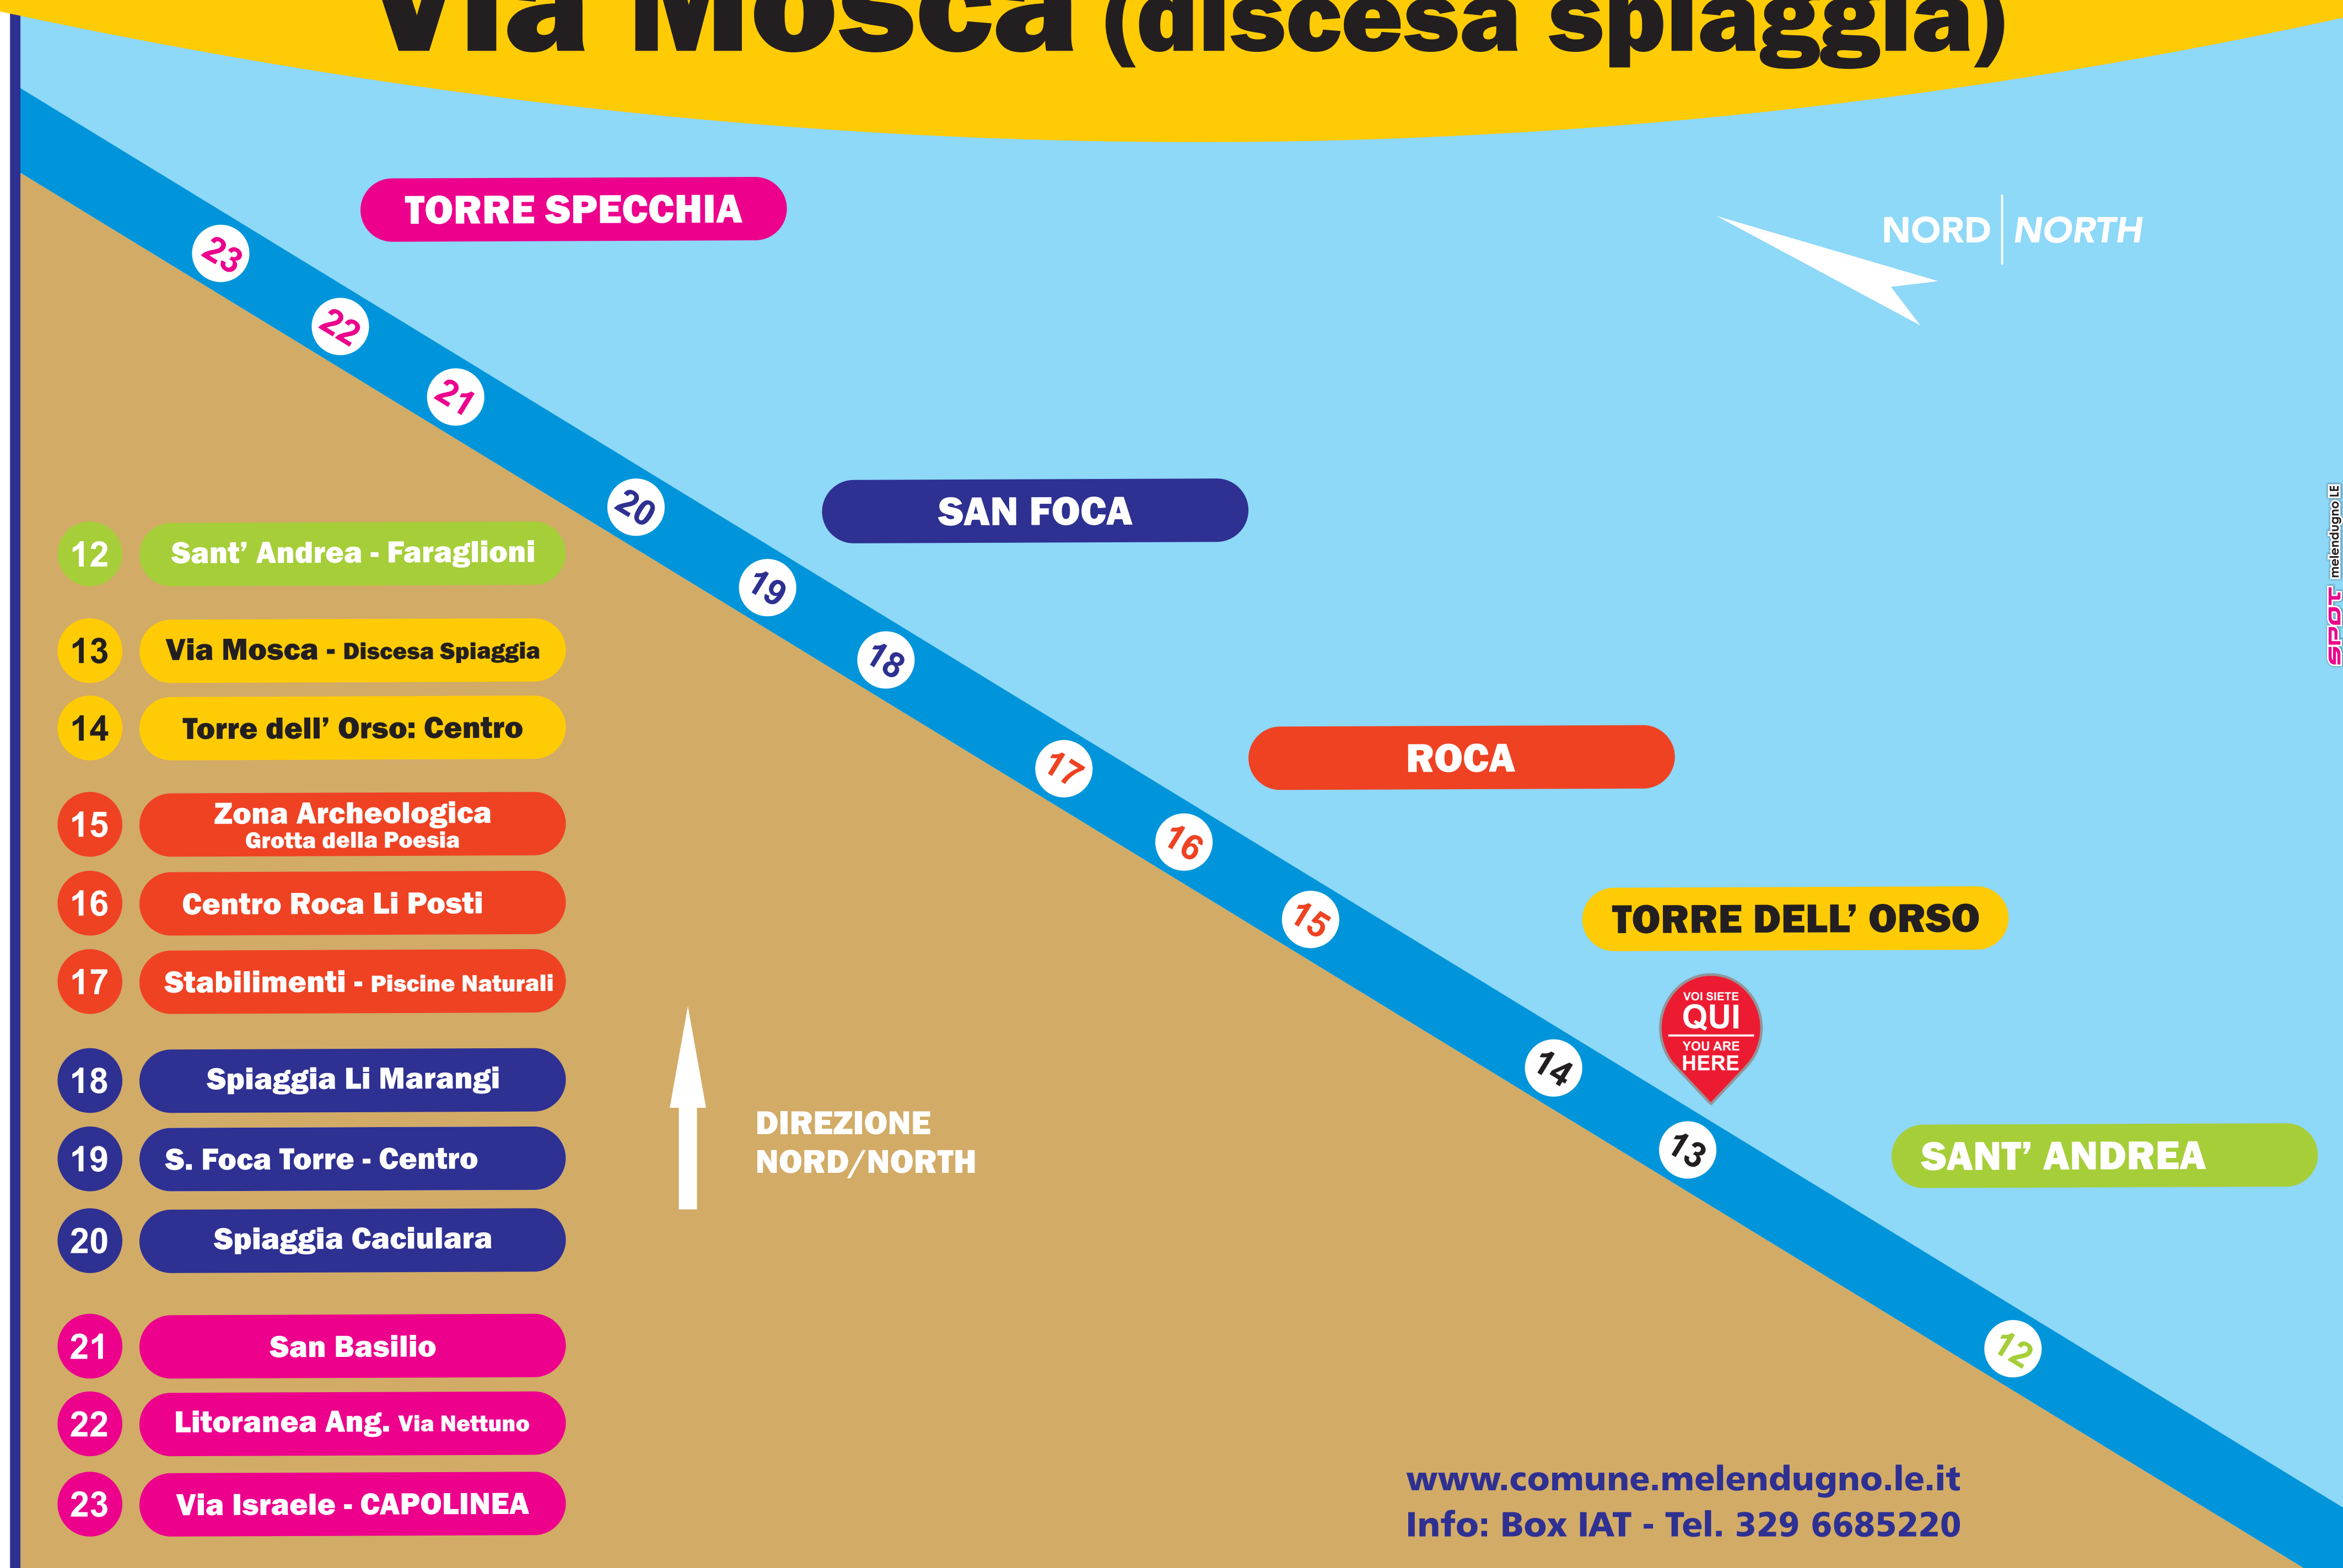 Via Mosca (discesa spiaggia)
TORRE SPECCHIA
NORD NORTH
23
22
21
20
19
18
17
16
15
14
13
12
SAN FOCA
ROCA
TORRE DELL’ ORSO
VOI SIETE
QUI
YOU ARE
HERE
SANT’ ANDREA
12 Sant’ Andrea - Faraglioni
13 Via Mosca - Discesa Spiaggia
14 Torre dell’ Orso: Centro
15 Zona Archeologica
Grotta della Poesia
16 Centro Roca Li Posti
17 Stabilimenti - Piscine Naturali
18 Spiaggia Li Marangi
19 S. Foca Torre - Centro
20 Spiaggia Caciulara
21 San Basilio
22 Litoranea Ang. Via Nettuno
23 Via Israele - CAPOLINEA
DIREZIONE
NORD/NORTH
www.comune.melendugno.le.it
Info: Box IAT - Tel. 329 6685220
SPOT melendugno LE